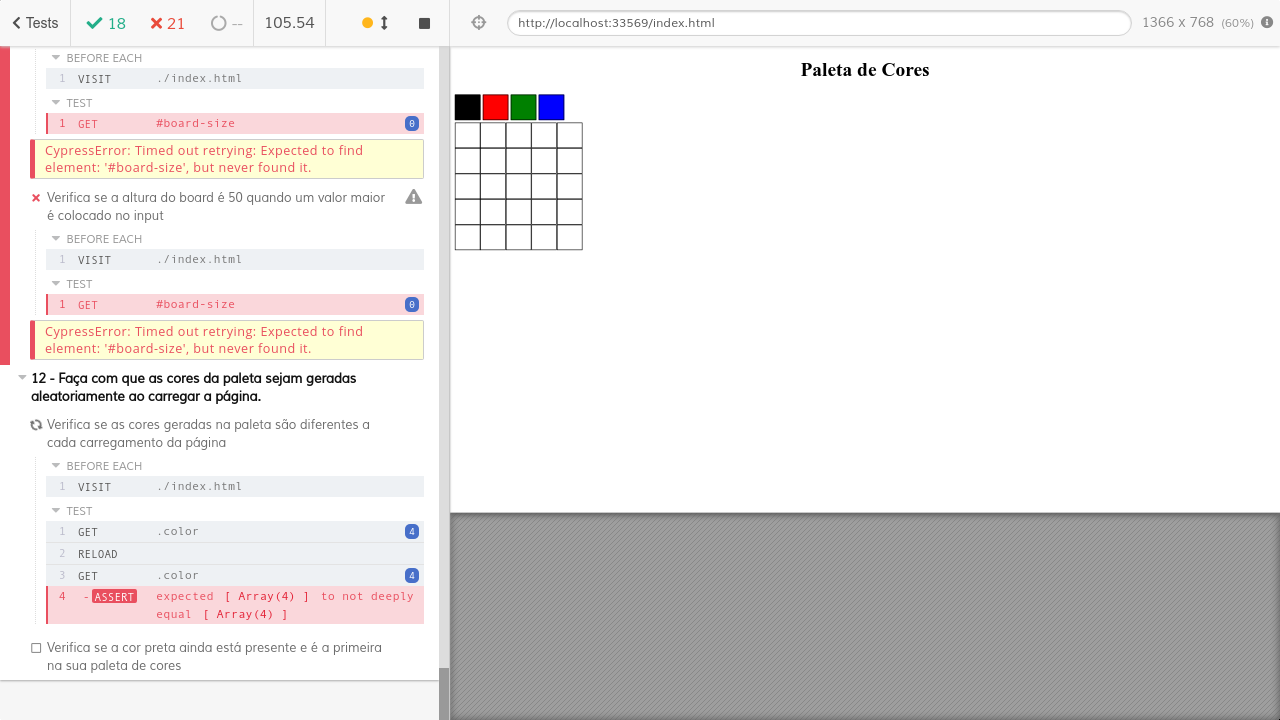 Tests 18 21 -- 105.54
http://localhost:33569/index.html 1366 x 768 (60%)
BEFORE EACH
1 VISIT ./index.html
TEST
1 GET #board-size 0
CypressError: Timed out retrying: Expected to find
element: '#board-size', but never found it.
Verifica se a altura do board é 50 quando um valor maior
é colocado no input
BEFORE EACH
1 VISIT ./index.html
TEST
1 GET #board-size 0
CypressError: Timed out retrying: Expected to find
element: '#board-size', but never found it.
12 - Faça com que as cores da paleta sejam geradas
aleatoriamente ao carregar a página.
Verifica se as cores geradas na paleta são diferentes a
cada carregamento da página
BEFORE EACH
1 VISIT ./index.html
TEST
1 GET .color 4
2 RELOAD
3 GET .color 4
4 -ASSERT expected [ Array(4) ] to not deeply
equal [ Array(4) ]
Verifica se a cor preta ainda está presente e é a primeira
na sua paleta de cores
Paleta de Cores